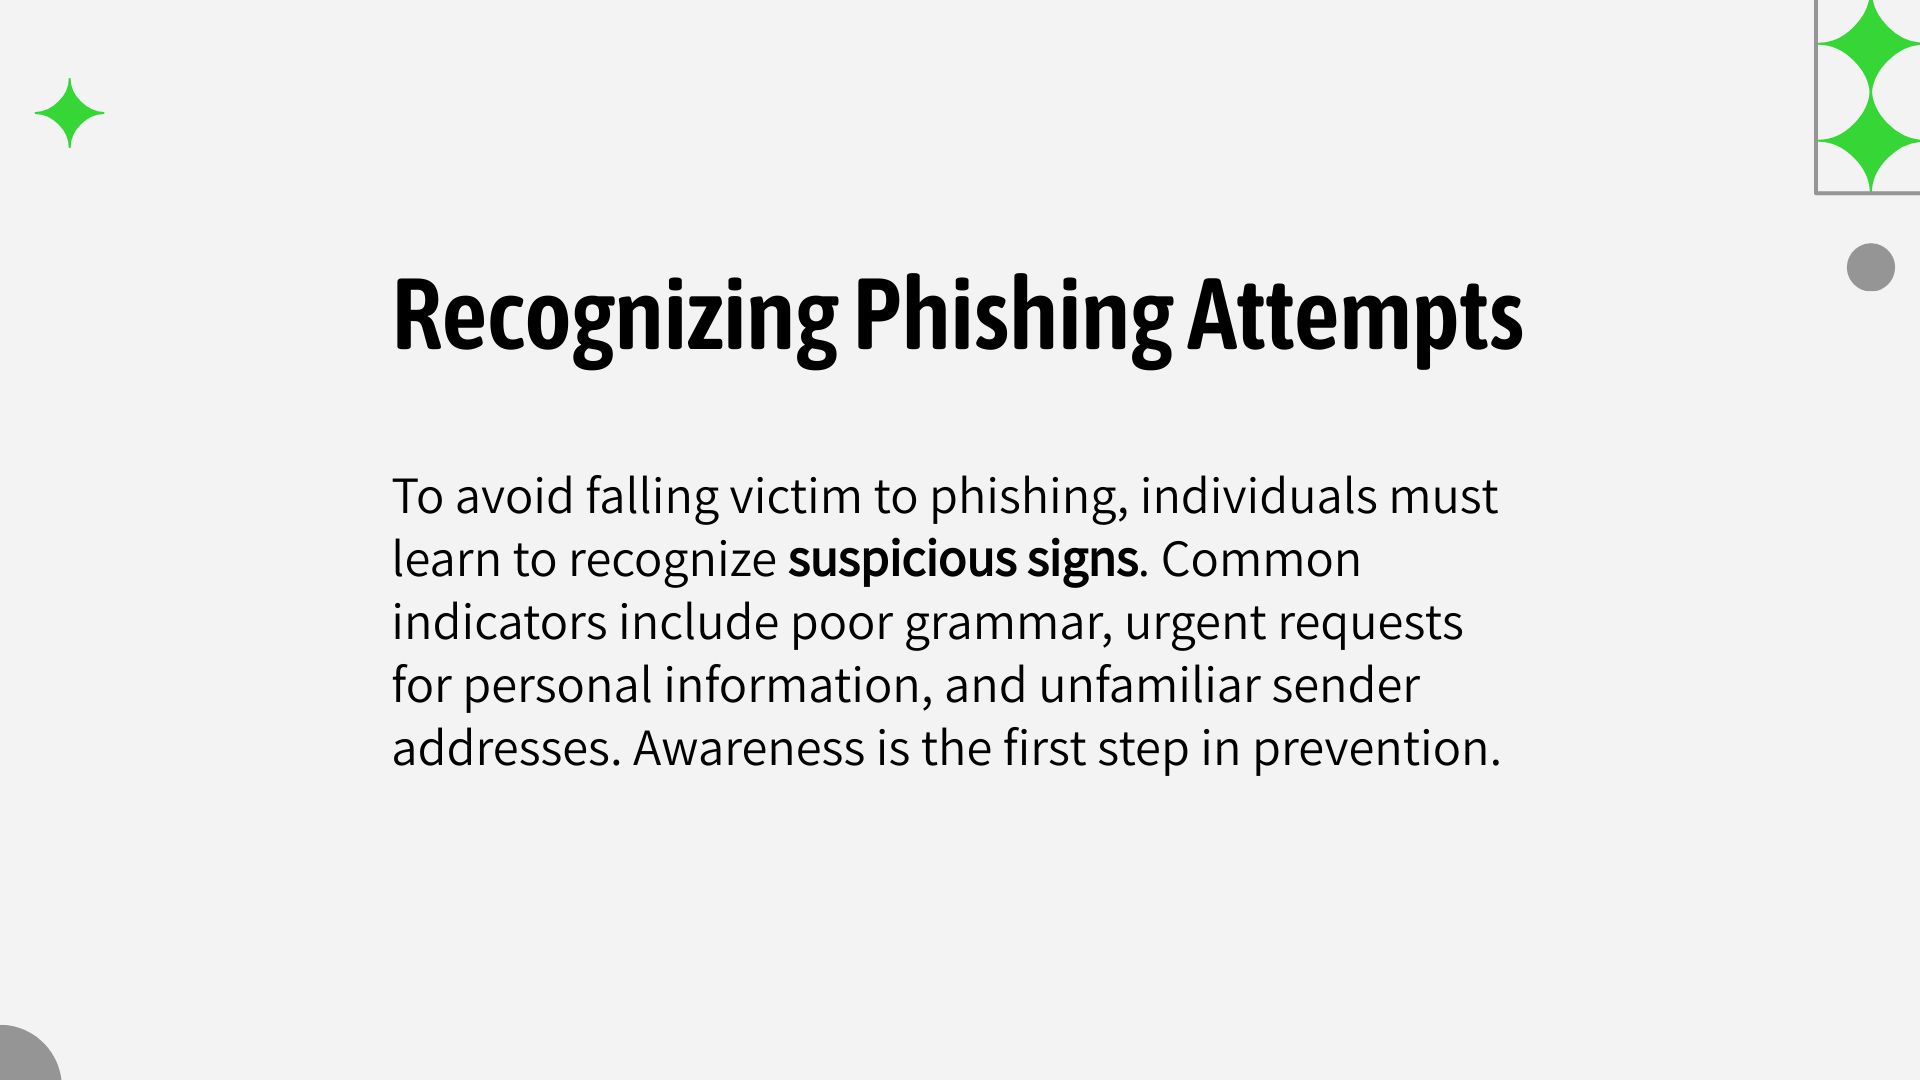 Recognizing Phishing Attempts
To avoid falling victim to phishing, individuals must
learn to recognize suspicious signs. Common
indicators include poor grammar, urgent requests
for personal information, and unfamiliar sender
addresses. Awareness is the first step in prevention.